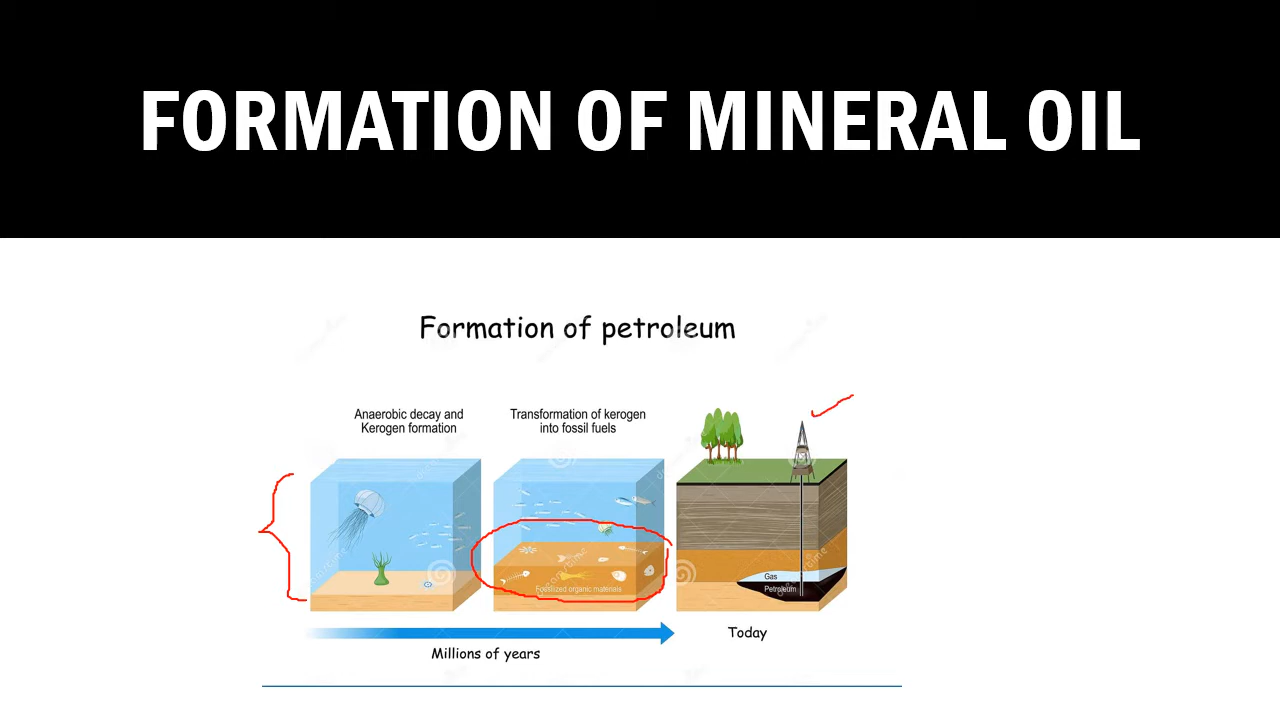 FORMATION OF MINERAL OIL
Formation of petroleum
Anaerobic decay and
Kerogen formation
Transformation of kerogen
into fossil fuels
Fossilized organic materials
Gas
Petroleum
Millions of years
Today